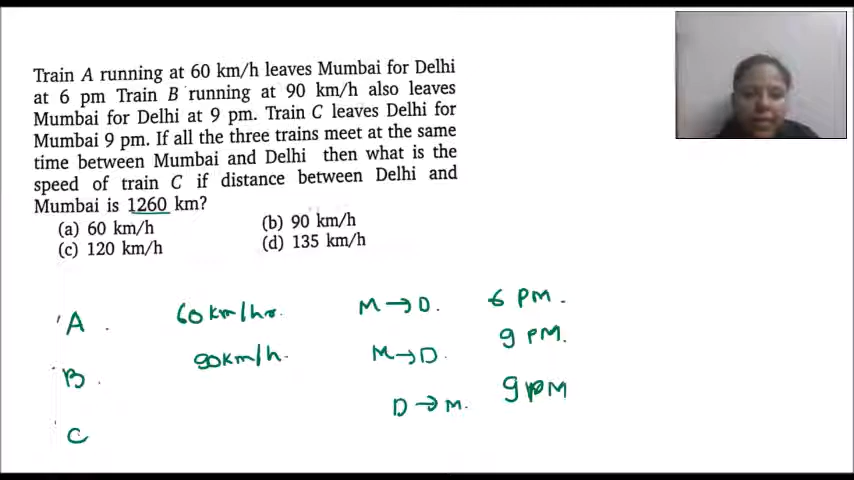 Train A running at 60 km/h leaves Mumbai for Delhi
at 6 pm Train B running at 90 km/h also leaves
Mumbai for Delhi at 9 pm. Train C leaves Delhi for
Mumbai 9 pm. If all the three trains meet at the same
time between Mumbai and Delhi then what is the
speed of train C if distance between Delhi and
Mumbai is 1260 km?
(a) 60 km/h (b) 90 km/h
(c) 120 km/h (d) 135 km/h
A. 60km/hr. M→D. 6 PM.
B. 90km/h. M→D. 9 PM.
C D→M. 9pM